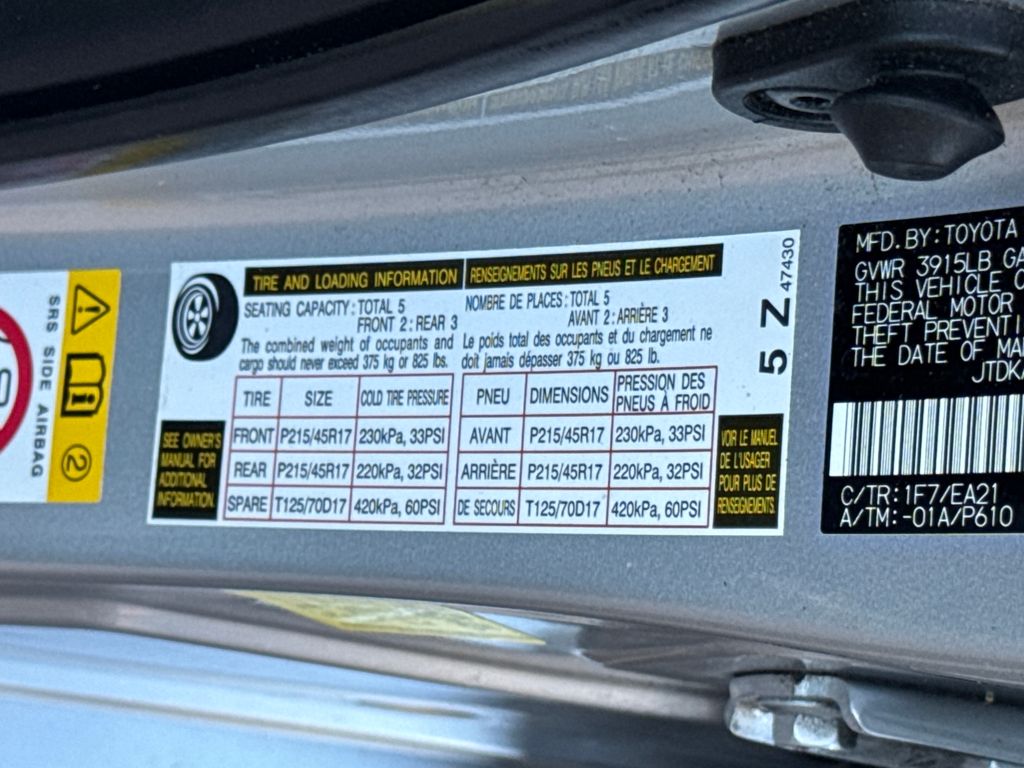 SRS SIDE AIRBAG
2
TIRE AND LOADING INFORMATION
SEATING CAPACITY : TOTAL 5
FRONT 2 : REAR 3
The combined weight of occupants and
cargo should never exceed 375 kg or 825 lbs.
RENSEIGNEMENTS SUR LES PNEUS ET LE CHARGEMENT
NOMBRE DE PLACES : TOTAL 5
AVANT 2 : ARRIÈRE 3
Le poids total des occupants et du chargement ne
doit jamais dépasser 375 kg ou 825 lb.
TIRE SIZE COLD TIRE PRESSURE
FRONT P215/45R17 230kPa, 33PSI
REAR P215/45R17 220kPa, 32PSI
SPARE T125/70D17 420kPa, 60PSI
PNEU DIMENSIONS PRESSION DES
PNEUS À FROID
AVANT P215/45R17 230kPa, 33PSI
ARRIÈRE P215/45R17 220kPa, 32PSI
DE SECOURS T125/70D17 420kPa, 60PSI
SEE OWNER'S
MANUAL FOR
ADDITIONAL
INFORMATION.
VOIR LE MANUEL
DE L'USAGER
POUR PLUS DE
RENSEIGNEMENTS.
5 Z 47430
MFD. BY: TOYOTA
GVWR 3915LB GA
THIS VEHICLE
FEDERAL MOTOR
THEFT PREVENTI
THE DATE OF MA
JTDK
C/TR: 1F7/EA21
A/TM: -01A/P610